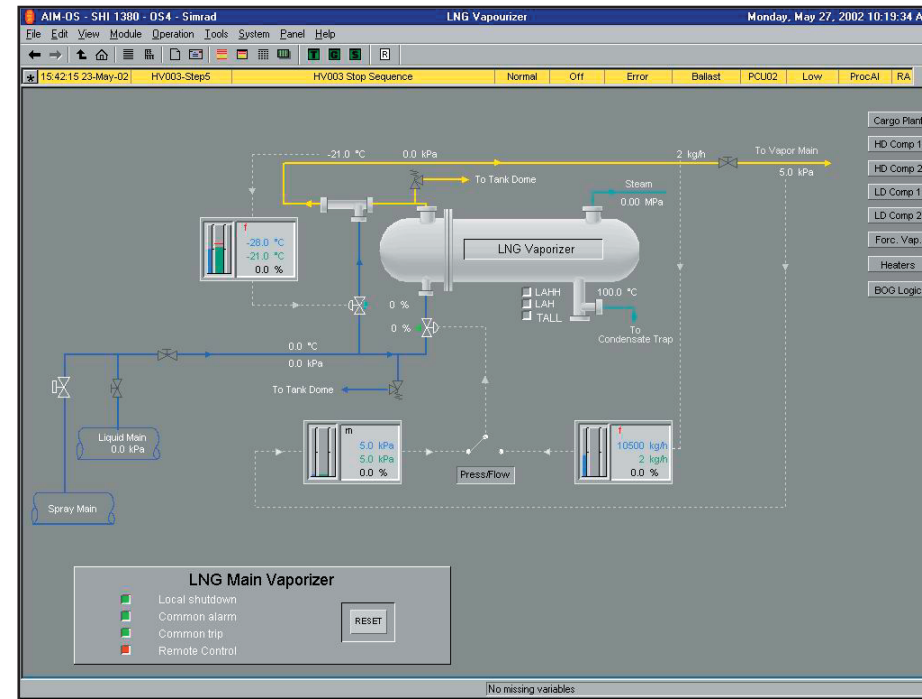 AIM-OS - SHI 1380 - OS4 - Simrad LNG Vapourizer Monday, May 27, 2002 10:19:34 A
File Edit View Module Operation Tools System Panel Help
T G S R
* 15:42:15 23-May-02 HV003-Step5 HV003 Stop Sequence Normal Off Error Ballast PCU02 Low ProcAl RA
Cargo Plant
HD Comp 1
HD Comp 2
LD Comp 1
LD Comp 2
Forc. Vap.
Heaters
BOG Logic
-21.0 °C 0.0 kPa 2 kg/h To Vapor Main
5.0 kPa
To Tank Dome
Steam
0.00 MPa
f
-28.0 °C
-21.0 °C
0.0 %
LNG Vaporizer
LAHH
LAH
TALL
100.0 °C
To
Condensate Trap
0 %
0 %
0.0 °C
0.0 kPa
To Tank Dome
Liquid Main
0.0 kPa
Spray Main
m
5.0 kPa
5.0 kPa
0.0 %
Press/Flow
f
10500 kg/h
2 kg/h
0.0 %
LNG Main Vaporizer
Local shutdown
Common alarm
Common trip
Remote Control
RESET
No missing variables